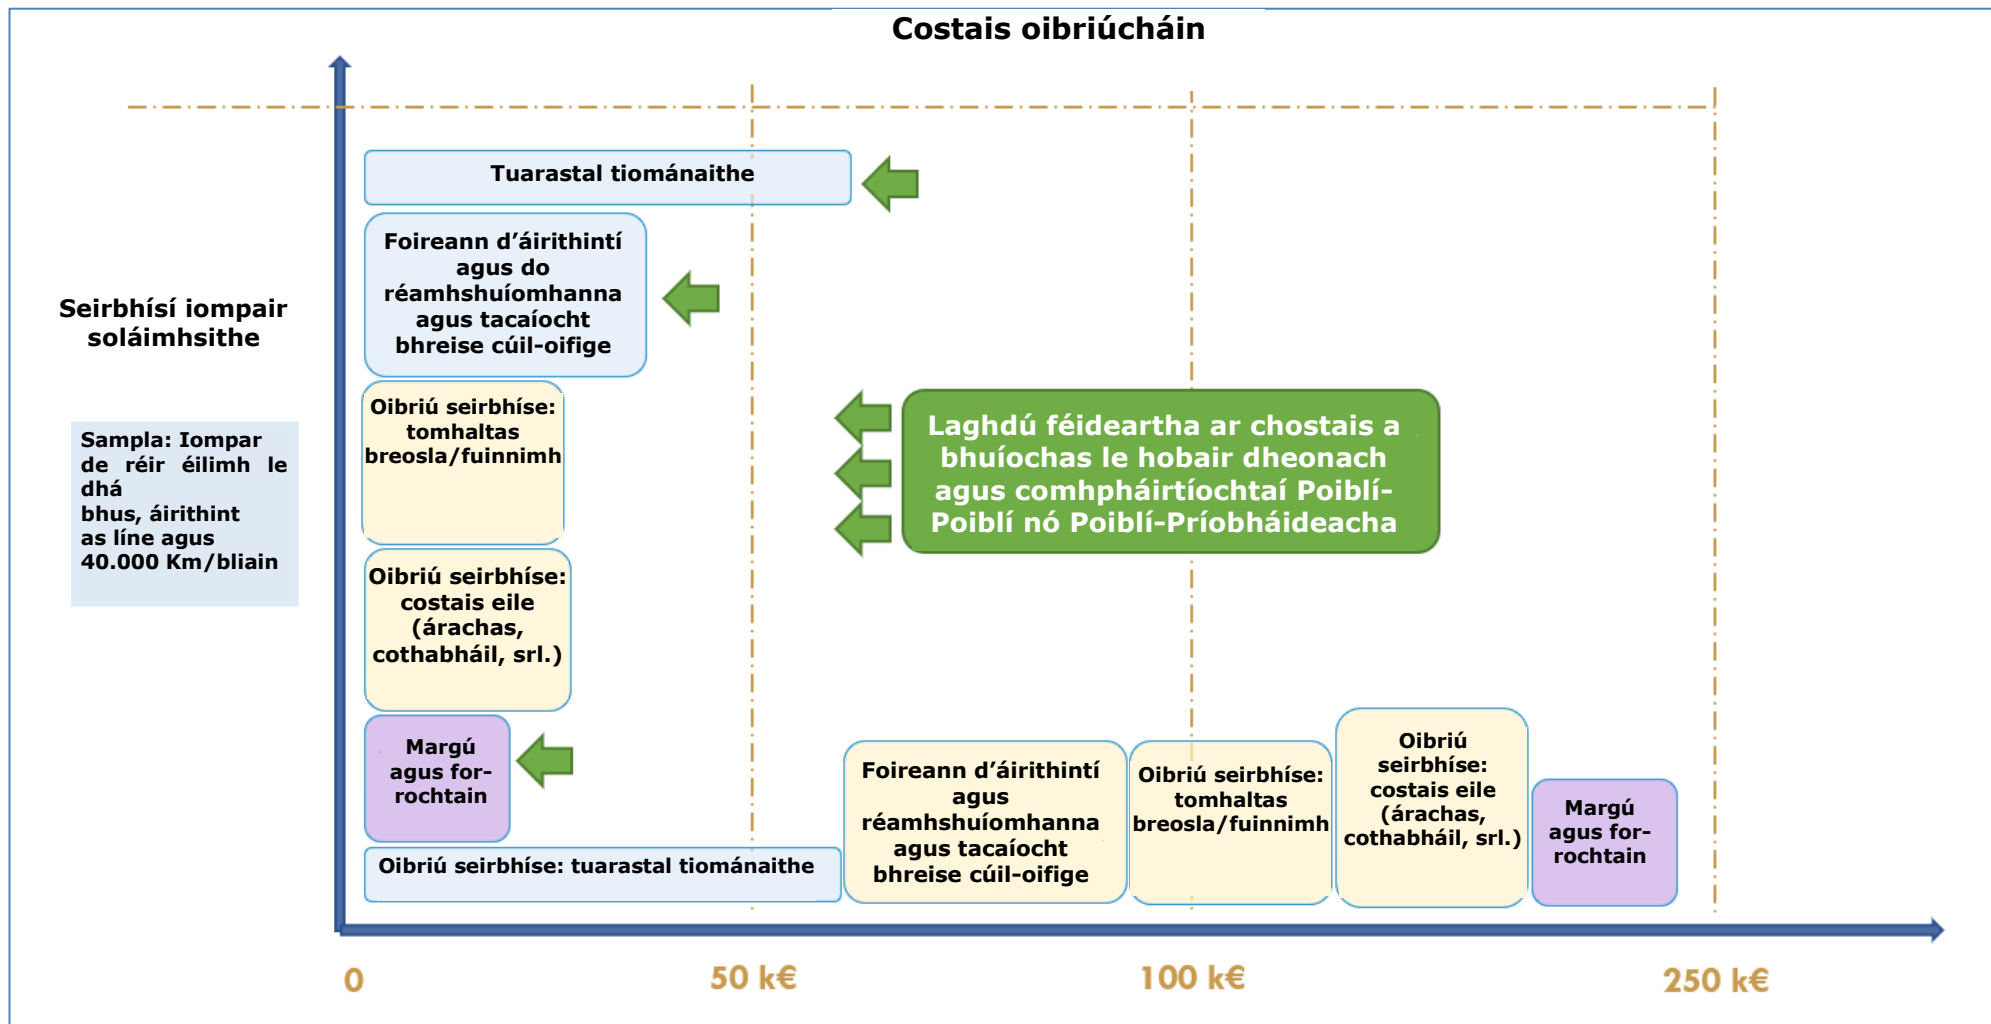 Costais oibriúcháin
Tuarastal tiománaithe
Foireann d'áirithintí
agus do
réamhshuíomhanna
agus tacaíocht
bhreise cúil-oifige
Seirbhísí iompair
soláimhsithe
Sampla: Iompar
de réir éilimh le
dhá
bhus, áirithint
as líne agus
40.000 Km/bliain
Oibriú seirbhíse:
tomhaltas
breosla/fuinnimh
Laghdú féideartha ar chostais a
bhuíochas le hobair dheonach
agus comhpháirtíochtaí Poiblí-
Poiblí nó Poiblí-Príobháideacha
Oibriú seirbhíse:
costais eile
(árachas,
cothabháil, srl.)
Margú
agus for-
rochtain
Oibriú seirbhíse: tuarastal tiománaithe
Foireann d'áirithintí
agus
réamhshuíomhanna
agus tacaíocht
bhreise cúil-oifige
Oibriú seirbhíse:
tomhaltas
breosla/fuinnimh
Oibriú
seirbhíse:
costais eile
(árachas,
cothabháil, srl.)
Margú
agus for-
rochtain
0
50 k€
100 k€
250 k€